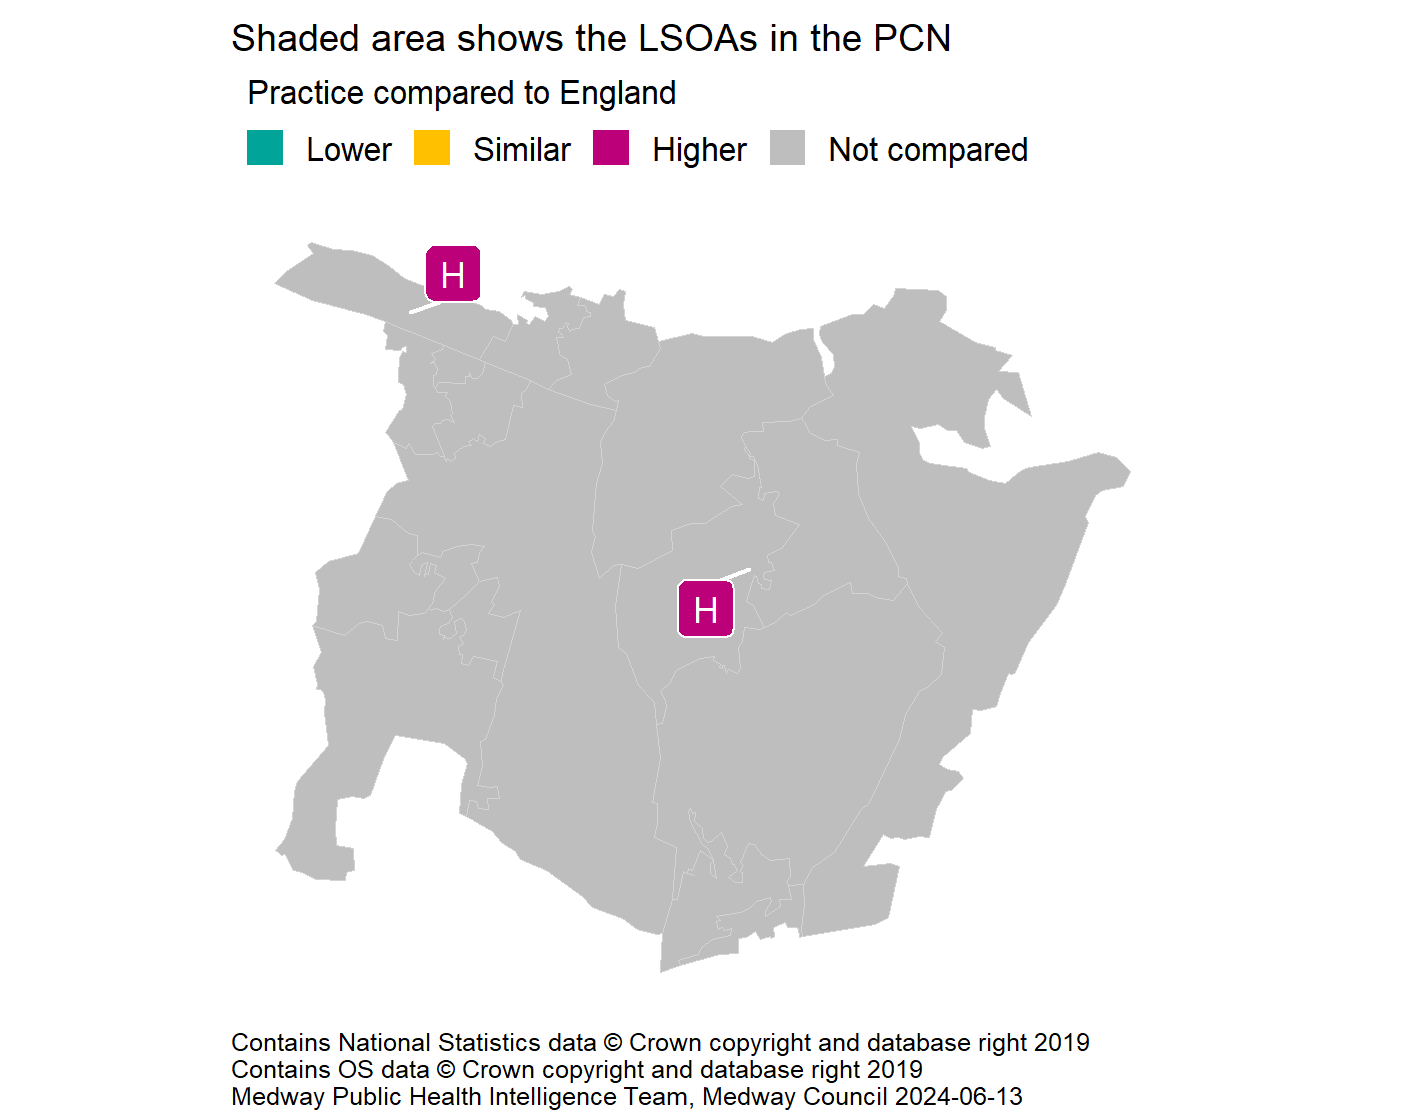 Shaded area shows the LSOAs in the PCN
Practice compared to England
Lower Similar Higher Not compared
H
H
Contains National Statistics data © Crown copyright and database right 2019
Contains OS data © Crown copyright and database right 2019
Medway Public Health Intelligence Team, Medway Council 2024-06-13